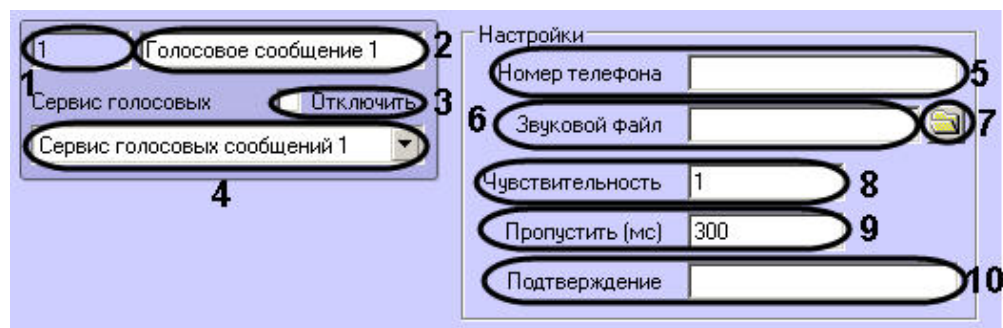 1 Голосовое сообщение 1 2
1
Сервис голосовых Отключить 3
Сервис голосовых сообщений 1
4
Настройки
Номер телефона 5
6 Звуковой файл 7
Чувствительность 1 8
Пропустить (мс) 300 9
Подтверждение 10